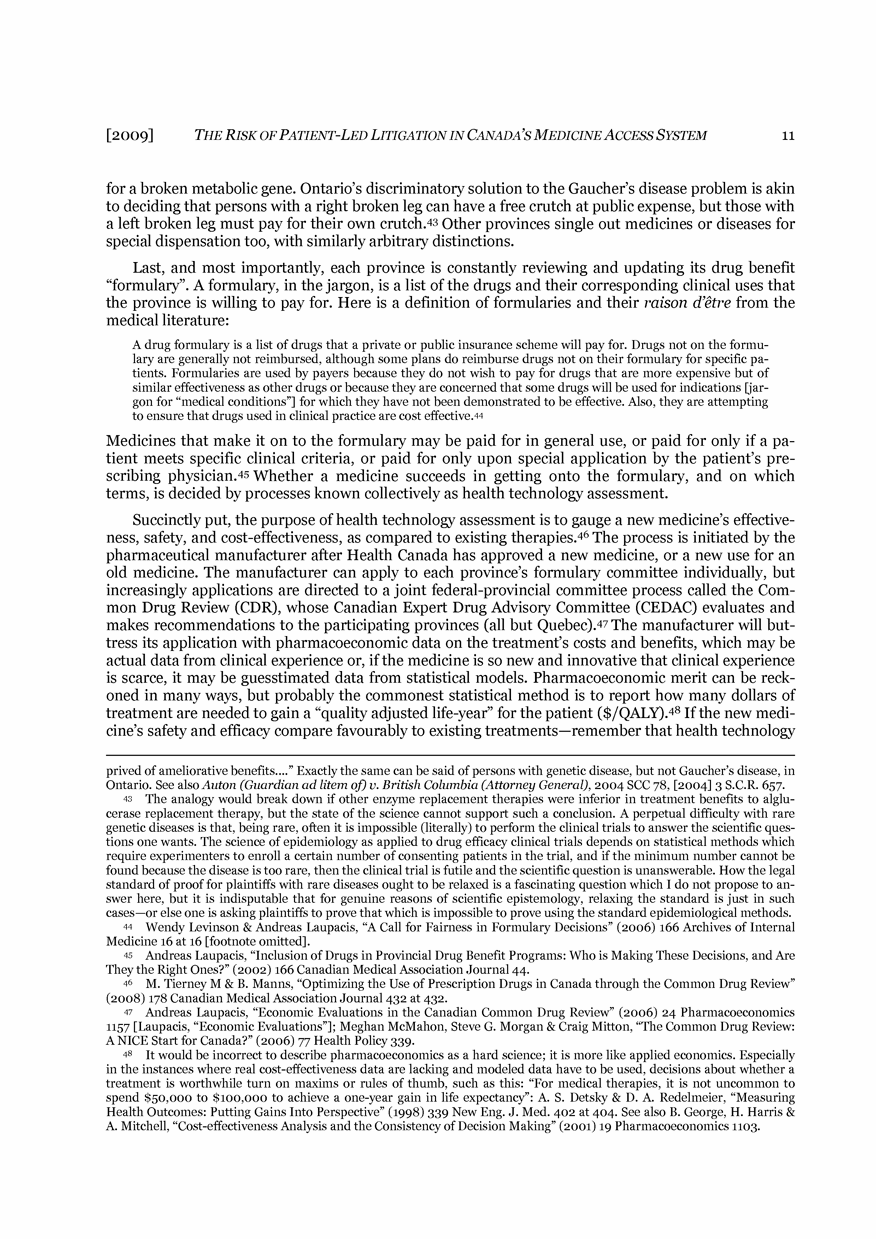 [2009] THE RISK OF PATIENT-LED LITIGATION IN CANADA'S MEDICINE ACCESS SYSTEM 11
for a broken metabolic gene. Ontario's discriminatory solution to the Gaucher's disease problem is akin
to deciding that persons with a right broken leg can have a free crutch at public expense, but those with
a left broken leg must pay for their own crutch.43 Other provinces single out medicines or diseases for
special dispensation too, with similarly arbitrary distinctions.
Last, and most importantly, each province is constantly reviewing and updating its drug benefit
“formulary”. A formulary, in the jargon, is a list of the drugs and their corresponding clinical uses that
the province is willing to pay for. Here is a definition of formularies and their raison d'être from the
medical literature:
A drug formulary is a list of drugs that a private or public insurance scheme will pay for. Drugs not on the formu-
lary are generally not reimbursed, although some plans do reimburse drugs not on their formulary for specific pa-
tients. Formularies are used by payers because they do not wish to pay for drugs that are more expensive but of
similar effectiveness as other drugs or because they are concerned that some drugs will be used for indications [jar-
gon for “medical conditions”] for which they have not been demonstrated to be effective. Also, they are attempting
to ensure that drugs used in clinical practice are cost effective.44
Medicines that make it on to the formulary may be paid for in general use, or paid for only if a pa-
tient meets specific clinical criteria, or paid for only upon special application by the patient's pre-
scribing physician.45 Whether a medicine succeeds in getting onto the formulary, and on which
terms, is decided by processes known collectively as health technology assessment.
Succinctly put, the purpose of health technology assessment is to gauge a new medicine's effective-
ness, safety, and cost-effectiveness, as compared to existing therapies.46 The process is initiated by the
pharmaceutical manufacturer after Health Canada has approved a new medicine, or a new use for an
old medicine. The manufacturer can apply to each province's formulary committee individually, but
increasingly applications are directed to a joint federal-provincial committee process called the Com-
mon Drug Review (CDR), whose Canadian Expert Drug Advisory Committee (CEDAC) evaluates and
makes recommendations to the participating provinces (all but Quebec).47 The manufacturer will but-
tress its application with pharmacoeconomic data on the treatment's costs and benefits, which may be
actual data from clinical experience or, if the medicine is so new and innovative that clinical experience
is scarce, it may be guesstimated data from statistical models. Pharmacoeconomic merit can be reck-
oned in many ways, but probably the commonest statistical method is to report how many dollars of
treatment are needed to gain a “quality adjusted life-year” for the patient ($/QALY).48 If the new medi-
cine's safety and efficacy compare favourably to existing treatments—remember that health technology
prived of ameliorative benefits....” Exactly the same can be said of persons with genetic disease, but not Gaucher's disease, in
Ontario. See also Auton (Guardian ad litem of) v. British Columbia (Attorney General), 2004 SCC 78, [2004] 3 S.C.R. 657.
43 The analogy would break down if other enzyme replacement therapies were inferior in treatment benefits to alglu-
cerase replacement therapy, but the state of the science cannot support such a conclusion. A perpetual difficulty with rare
genetic diseases is that, being rare, often it is impossible (literally) to perform the clinical trials to answer the scientific ques-
tions one wants. The science of epidemiology as applied to drug efficacy clinical trials depends on statistical methods which
require experimenters to enroll a certain number of consenting patients in the trial, and if the minimum number cannot be
found because the disease is too rare, then the clinical trial is futile and the scientific question is unanswerable. How the legal
standard of proof for plaintiffs with rare diseases ought to be relaxed is a fascinating question which I do not propose to an-
swer here, but it is indisputable that for genuine reasons of scientific epistemology, relaxing the standard is just in such
cases—or else one is asking plaintiffs to prove that which is impossible to prove using the standard epidemiological methods.
44 Wendy Levinson & Andreas Laupacis, “A Call for Fairness in Formulary Decisions” (2006) 166 Archives of Internal
Medicine 16 at 16 [footnote omitted].
45 Andreas Laupacis, “Inclusion of Drugs in Provincial Drug Benefit Programs: Who is Making These Decisions, and Are
They the Right Ones?” (2002) 166 Canadian Medical Association Journal 44.
46 M. Tierney M & B. Manns, “Optimizing the Use of Prescription Drugs in Canada through the Common Drug Review”
(2008) 178 Canadian Medical Association Journal 432 at 432.
47 Andreas Laupacis, “Economic Evaluations in the Canadian Common Drug Review” (2006) 24 Pharmacoeconomics
1157 [Laupacis, “Economic Evaluations”]; Meghan McMahon, Steve G. Morgan & Craig Mitton, “The Common Drug Review:
A NICE Start for Canada?” (2006) 77 Health Policy 339.
48 It would be incorrect to describe pharmacoeconomics as a hard science; it is more like applied economics. Especially
in the instances where real cost-effectiveness data are lacking and modeled data have to be used, decisions about whether a
treatment is worthwhile turn on maxims or rules of thumb, such as this: “For medical therapies, it is not uncommon to
spend $50,000 to $100,000 to achieve a one-year gain in life expectancy”: A. S. Detsky & D. A. Redelmeier, “Measuring
Health Outcomes: Putting Gains Into Perspective” (1998) 339 New Eng. J. Med. 402 at 404. See also B. George, H. Harris &
A. Mitchell, “Cost-effectiveness Analysis and the Consistency of Decision Making” (2001) 19 Pharmacoeconomics 1103.